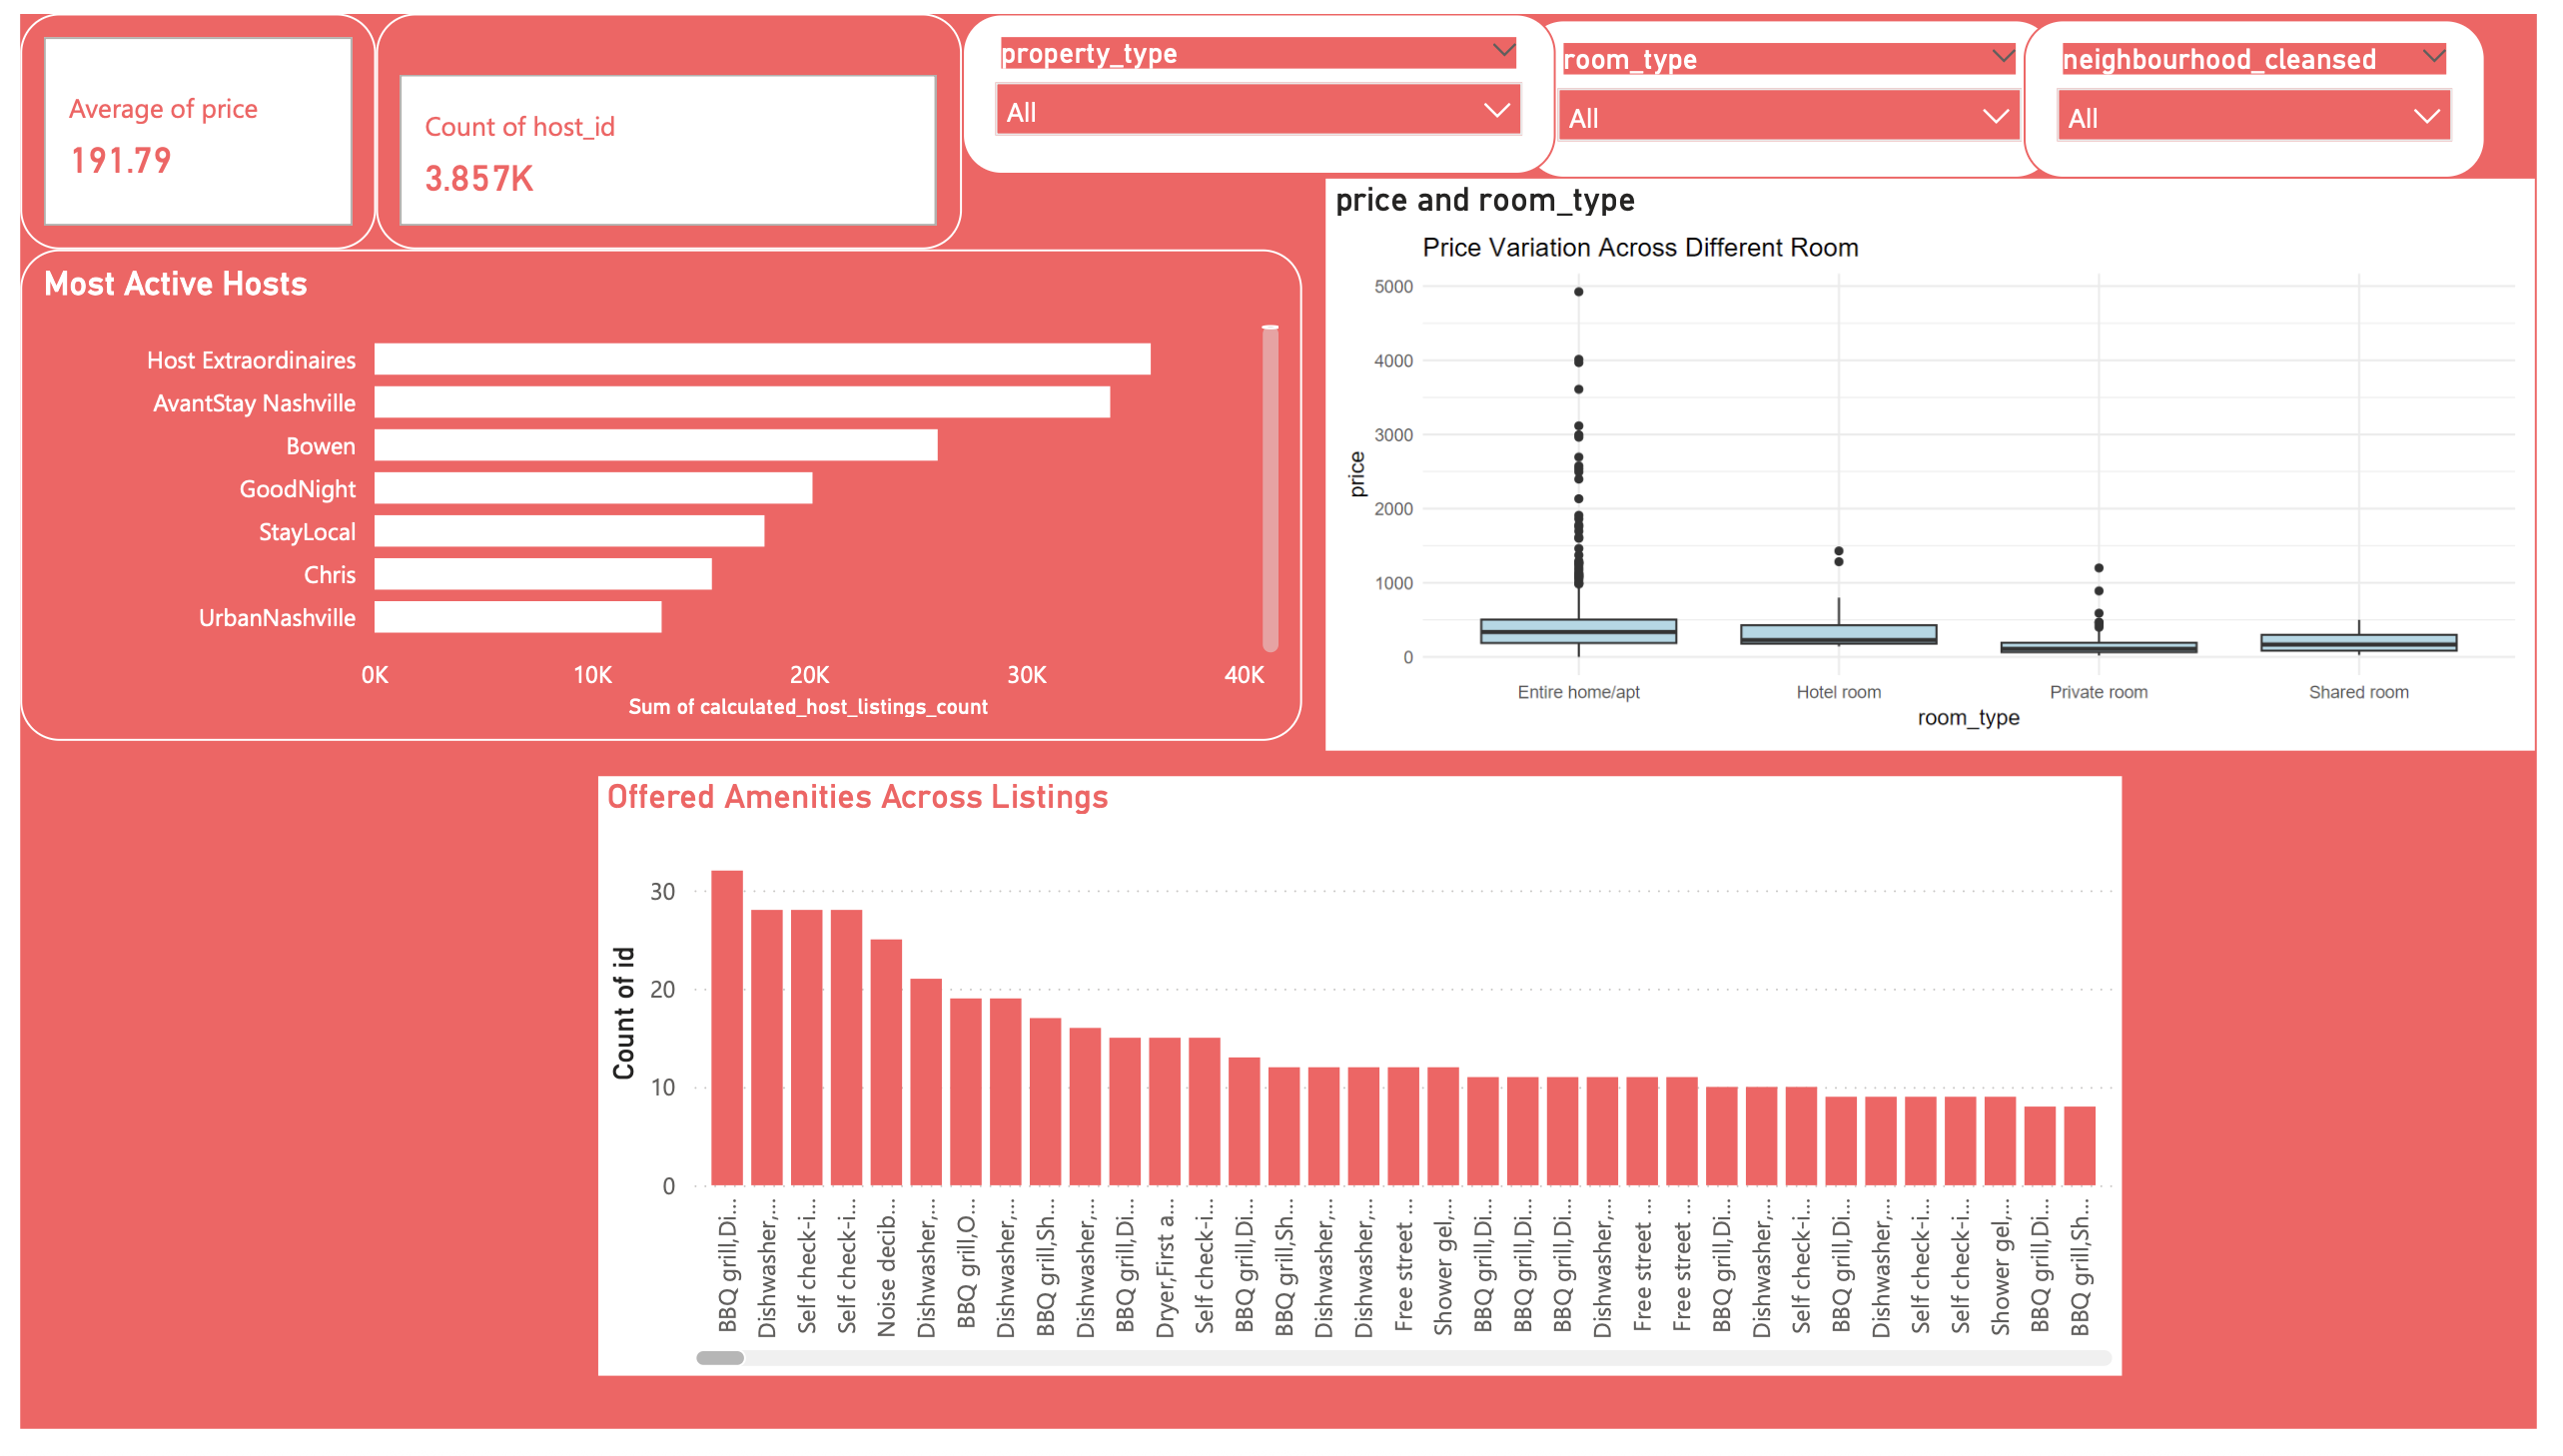 Average of price
191.79
Count of host_id
3.857K
property_type
All
room_type
All
neighbourhood_cleansed
All
Most Active Hosts
Host Extraordinaires
AvantStay Nashville
Bowen
GoodNight
StayLocal
Chris
UrbanNashville
0K 10K 20K 30K 40K
Sum of calculated_host_listings_count
price and room_type
Price Variation Across Different Room
5000
4000
3000
2000
1000
0
price
Entire home/apt Hotel room Private room Shared room
room_type
Offered Amenities Across Listings
Count of id
30
20
10
0
BBQ grill,Di...
Dishwasher,...
Self check-i...
Self check-i...
Noise decib...
Dishwasher,...
BBQ grill,O...
Dishwasher,...
BBQ grill,Sh...
Dishwasher,...
BBQ grill,Di...
Dryer,First a...
Self check-i...
BBQ grill,Di...
BBQ grill,Sh...
Dishwasher,...
Dishwasher,...
Free street ...
Shower gel,...
BBQ grill,Di...
BBQ grill,Di...
BBQ grill,Di...
Dishwasher,...
Free street ...
Free street ...
BBQ grill,Di...
Dishwasher,...
Self check-i...
BBQ grill,Di...
Dishwasher,...
Self check-i...
Self check-i...
Shower gel,...
BBQ grill,Di...
BBQ grill,Sh...